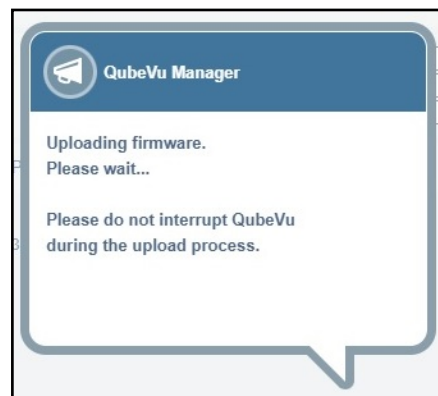 QubeVu Manager
Uploading firmware.
Please wait...
Please do not interrupt QubeVu
during the upload process.